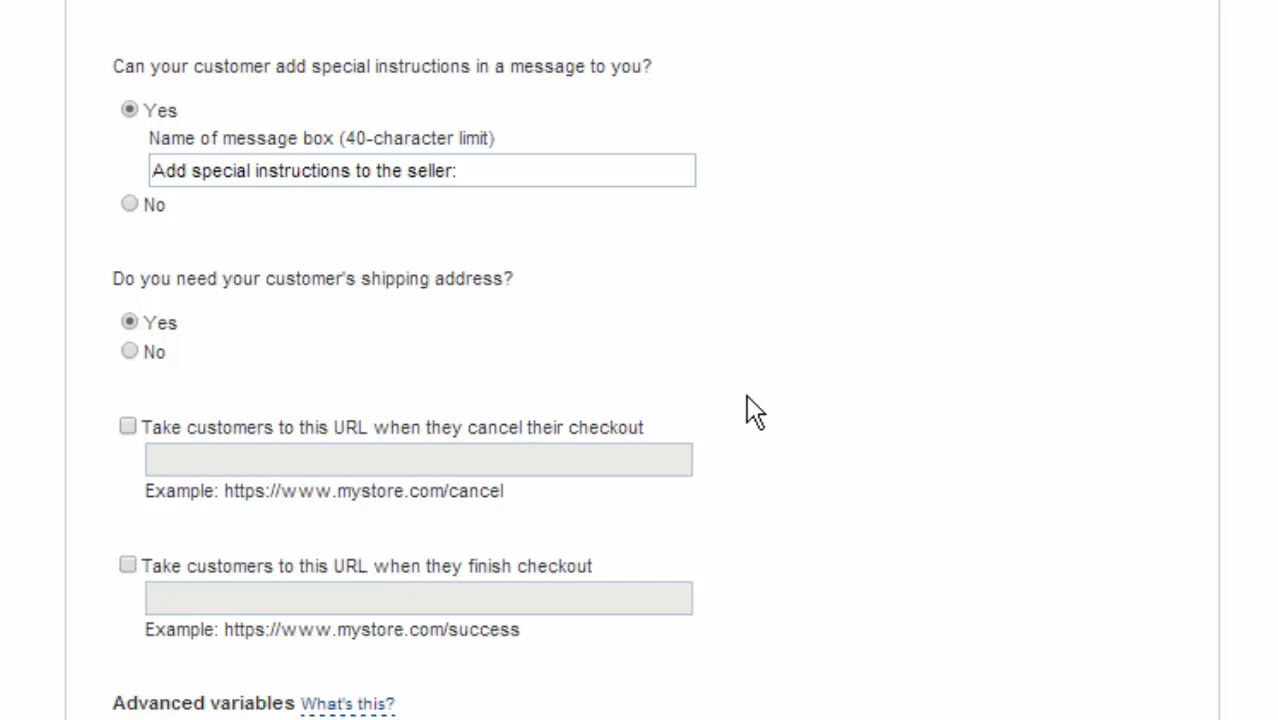 Can your customer add special instructions in a message to you?
Yes
Name of message box (40-character limit)
Add special instructions to the seller:
No
Do you need your customer's shipping address?
Yes
No
Take customers to this URL when they cancel their checkout
Example: https://www.mystore.com/cancel
Take customers to this URL when they finish checkout
Example: https://www.mystore.com/success
Advanced variables What's this?